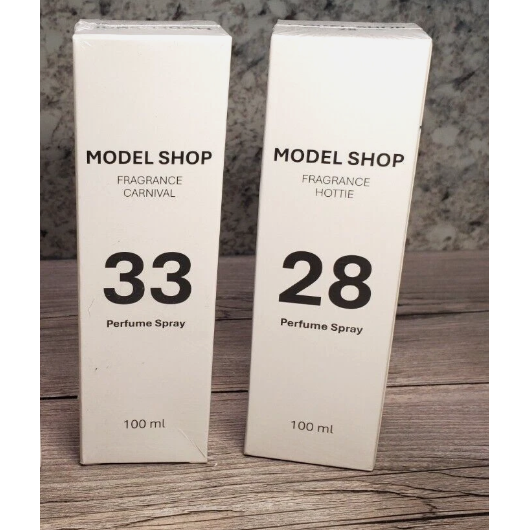 MODEL SHOP
FRAGRANCE
CARNIVAL
33
Perfume Spray
100 ml
MODEL SHOP
FRAGRANCE
HOTTIE
28
Perfume Spray
100 ml